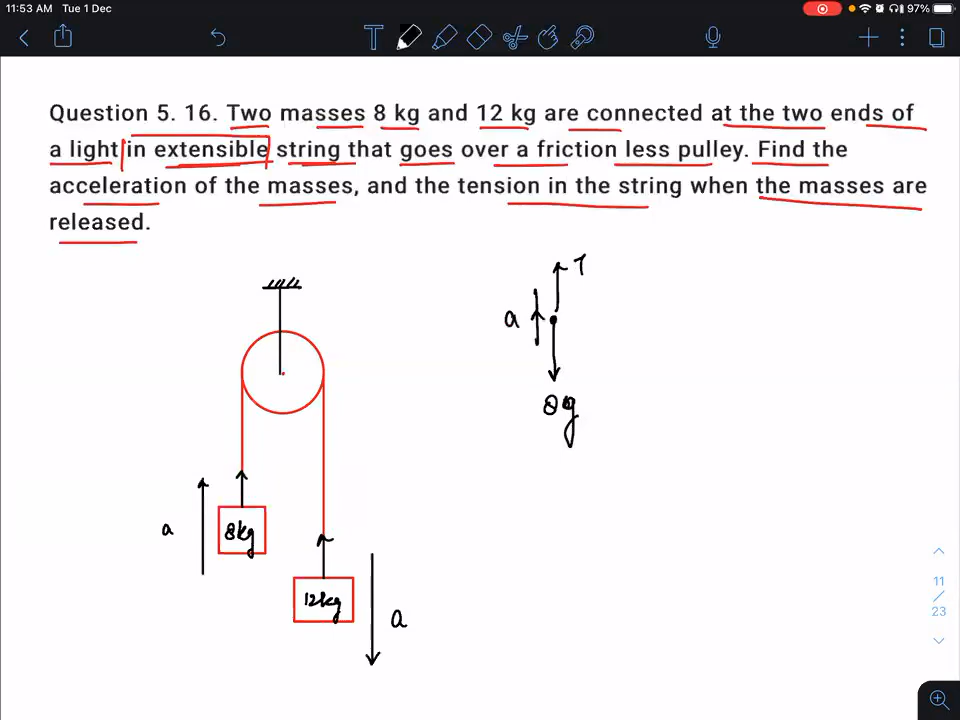 11:53 AM Tue 1 Dec
97%
Question 5. 16. Two masses 8 kg and 12 kg are connected at the two ends of
a light in extensible string that goes over a friction less pulley. Find the
acceleration of the masses, and the tension in the string when the masses are
released.
T
a
8g
a
8kg
12kg
a
11
/
23